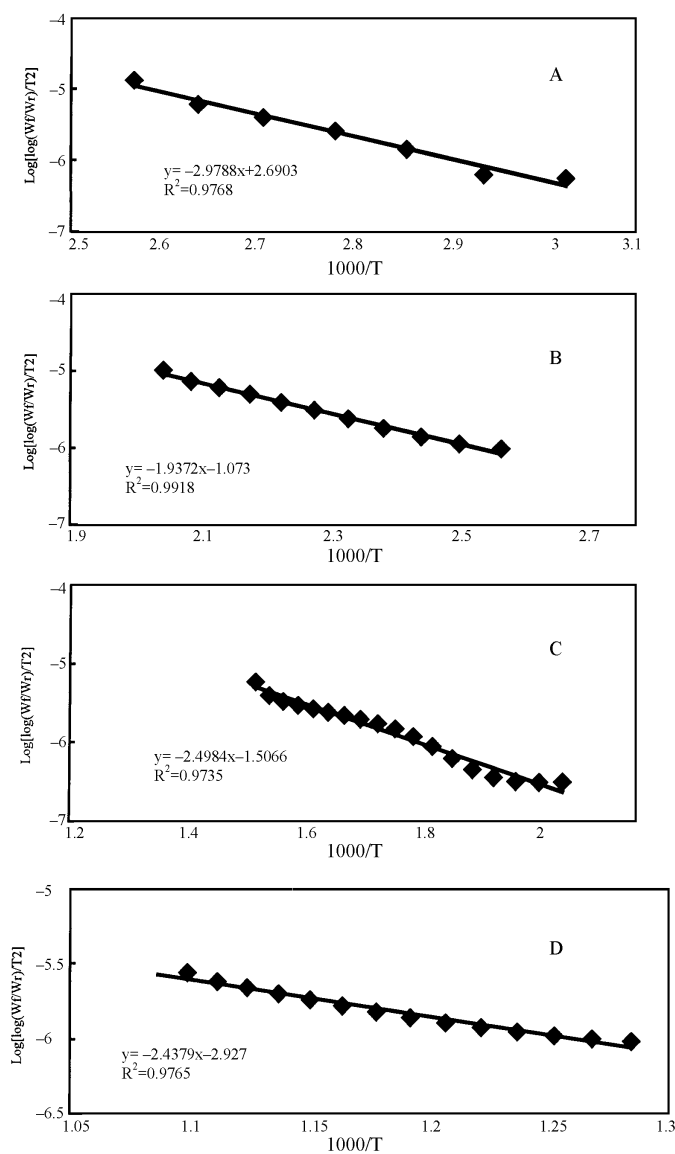 –4
–5
–6
–7
Log[log(Wf/Wr)/T2]
A
y= –2.9788x+2.6903
R2=0.9768
2.5 2.6 2.7 2.8 2.9 3 3.1
1000/T
–4
–5
–6
–7
Log[log(Wf/Wr)/T2]
B
y= –1.9372x–1.073
R2=0.9918
1.9 2.1 2.3 2.5 2.7
1000/T
–4
–5
–6
–7
Log[log(Wf/Wr)/T2]
C
y= –2.4984x–1.5066
R2=0.9735
1.2 1.4 1.6 1.8 2
1000/T
–5
–5.5
–6
–6.5
Log[log(Wf/Wr)/T2]
D
y= –2.4379x–2.927
R2=0.9765
1.05 1.1 1.15 1.2 1.25 1.3
1000/T